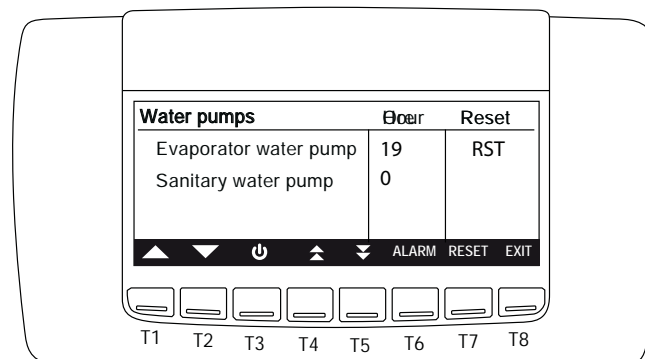 Water pumps Hour Reset
Evaporator water pump 19 RST
Sanitary water pump 0
ALARM RESET EXIT
T1 T2 T3 T4 T5 T6 T7 T8